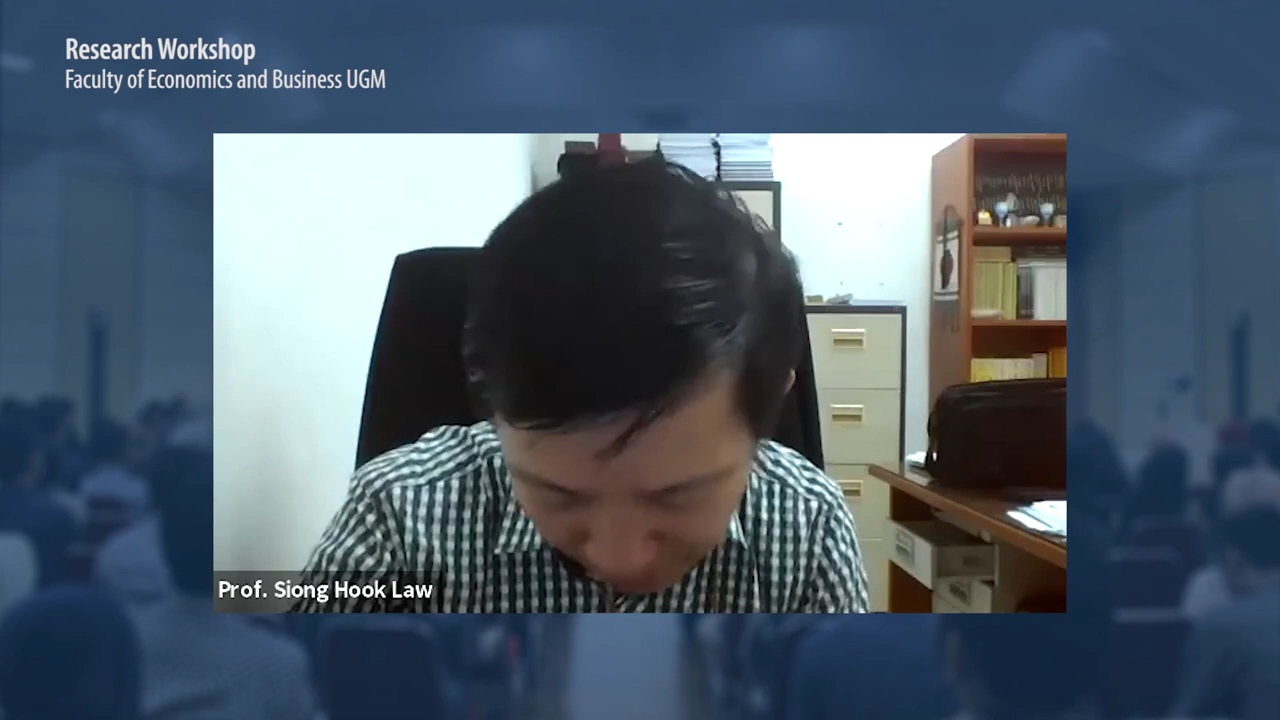 Research Workshop
Faculty of Economics and Business UGM
Prof. Siong Hook Law